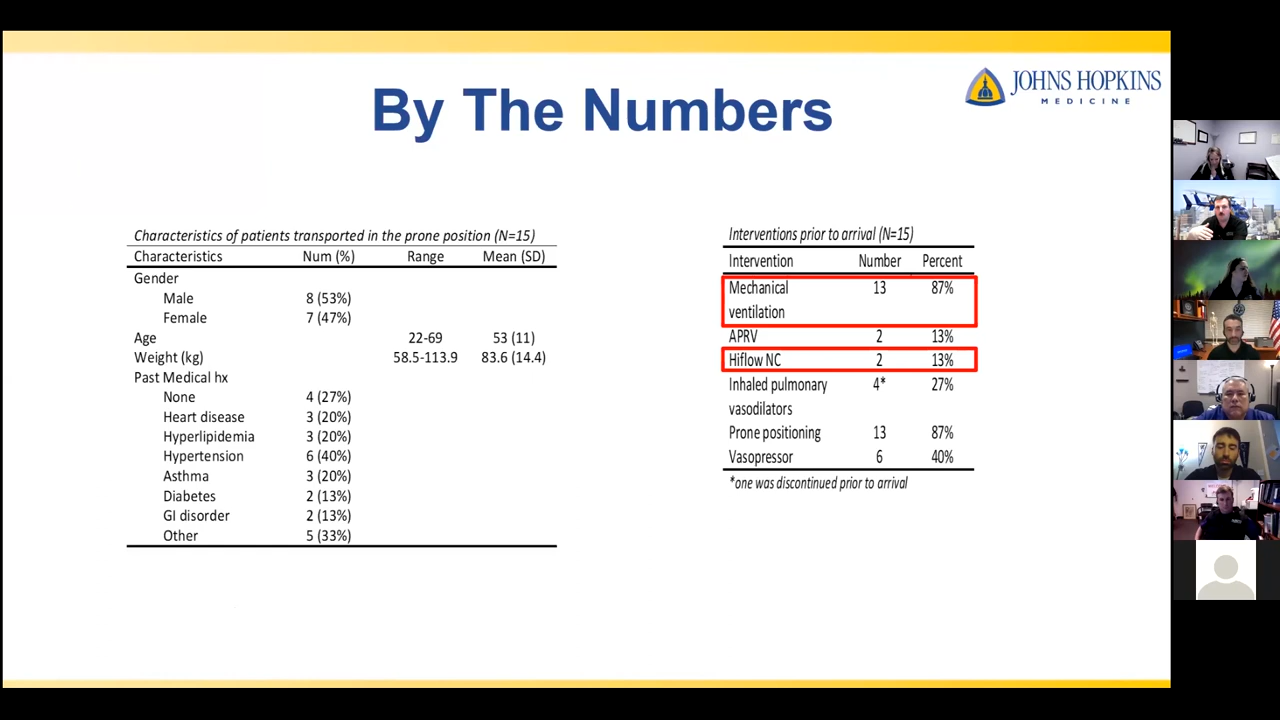 By The Numbers
JOHNS HOPKINS
MEDICINE
Characteristics of patients transported in the prone position (N=15)
Characteristics Num (%) Range Mean (SD)
Gender
Male 8 (53%)
Female 7 (47%)
Age 22-69 53 (11)
Weight (kg) 58.5-113.9 83.6 (14.4)
Past Medical hx
None 4 (27%)
Heart disease 3 (20%)
Hyperlipidemia 3 (20%)
Hypertension 6 (40%)
Asthma 3 (20%)
Diabetes 2 (13%)
GI disorder 2 (13%)
Other 5 (33%)
Interventions prior to arrival (N=15)
Intervention Number Percent
Mechanical 13 87%
ventilation
APRV 2 13%
Hiflow NC 2 13%
Inhaled pulmonary 4* 27%
vasodilators
Prone positioning 13 87%
Vasopressor 6 40%
*one was discontinued prior to arrival